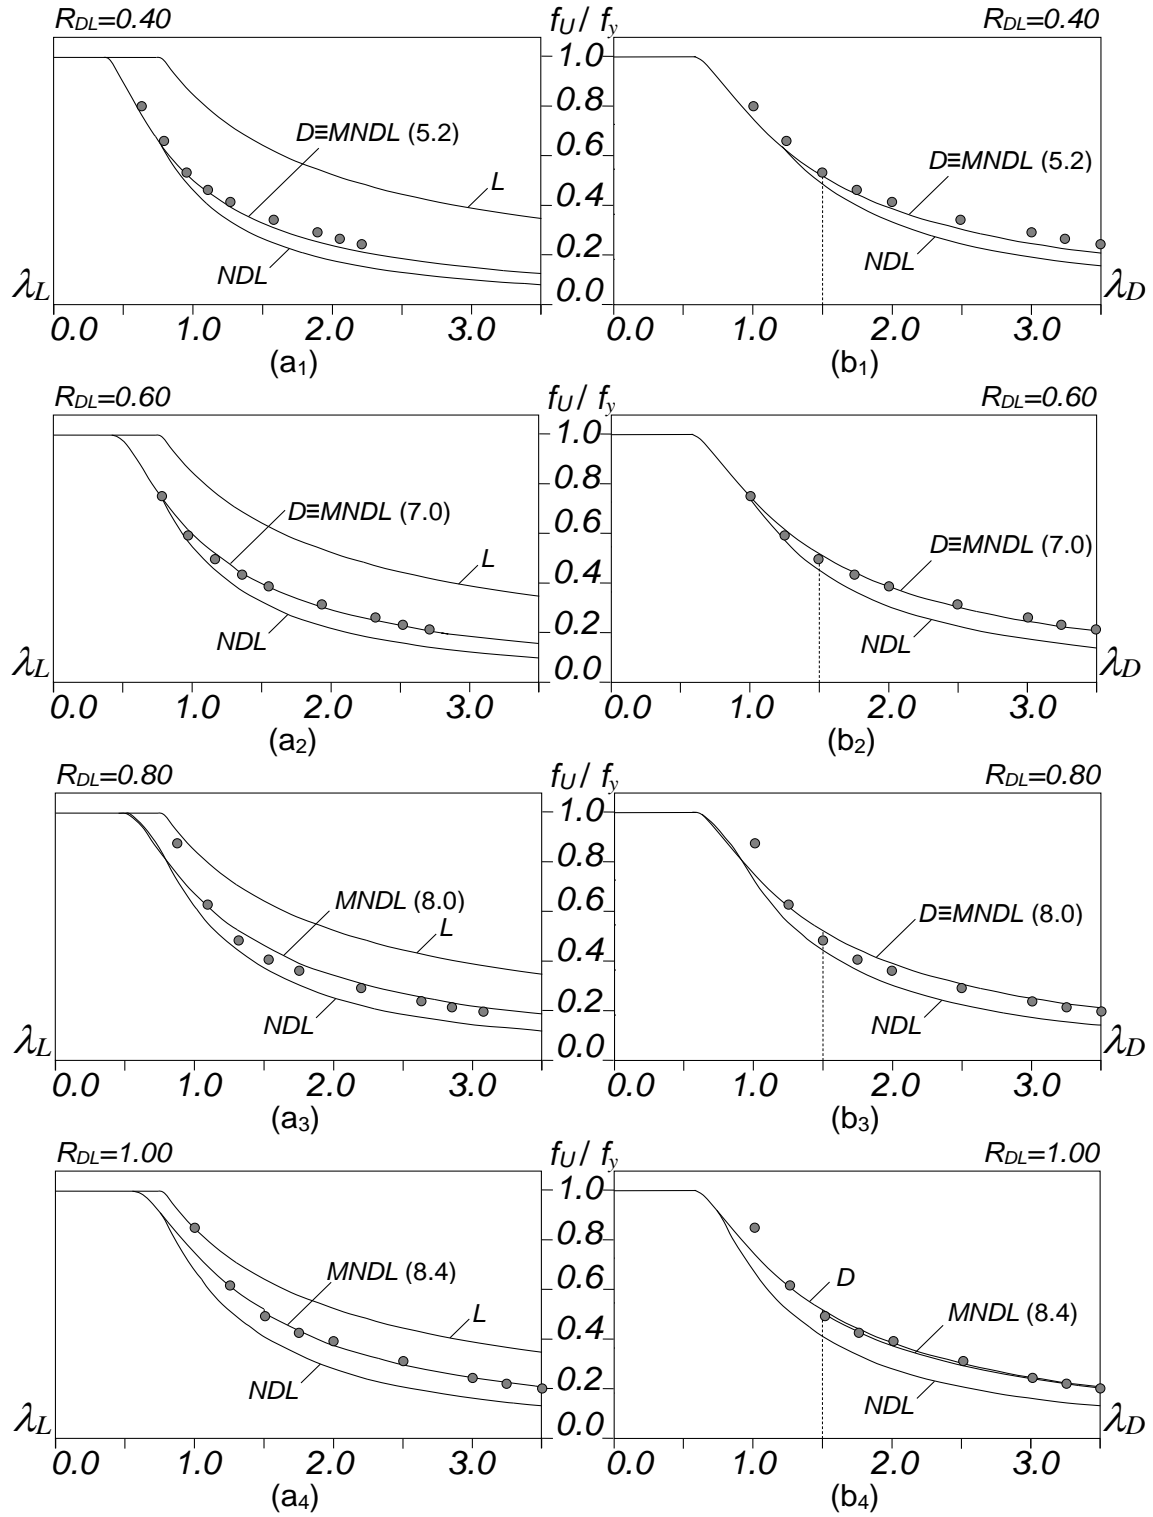 R_DL=0.40 f_U / f_y R_DL=0.40
1.0
0.8
D≡MNDL (5.2)
0.6
D≡MNDL (5.2)
L
0.4
NDL
0.2
NDL
λ_L 0.0 λ_D
0.0 1.0 2.0 3.0 0.0 1.0 2.0 3.0
(a₁) (b₁)
R_DL=0.60 f_U / f_y R_DL=0.60
1.0
0.8
D≡MNDL (7.0)
0.6
D≡MNDL (7.0)
L
0.4
NDL
0.2
NDL
λ_L 0.0 λ_D
0.0 1.0 2.0 3.0 0.0 1.0 2.0 3.0
(a₂) (b₂)
R_DL=0.80 f_U / f_y R_DL=0.80
1.0
0.8
MNDL (8.0)
0.6
D≡MNDL (8.0)
L
0.4
NDL
0.2
NDL
λ_L 0.0 λ_D
0.0 1.0 2.0 3.0 0.0 1.0 2.0 3.0
(a₃) (b₃)
R_DL=1.00 f_U / f_y R_DL=1.00
1.0
0.8
MNDL (8.4)
0.6
D
L
MNDL (8.4)
0.4
NDL
0.2
NDL
λ_L 0.0 λ_D
0.0 1.0 2.0 3.0 0.0 1.0 2.0 3.0
(a₄) (b₄)